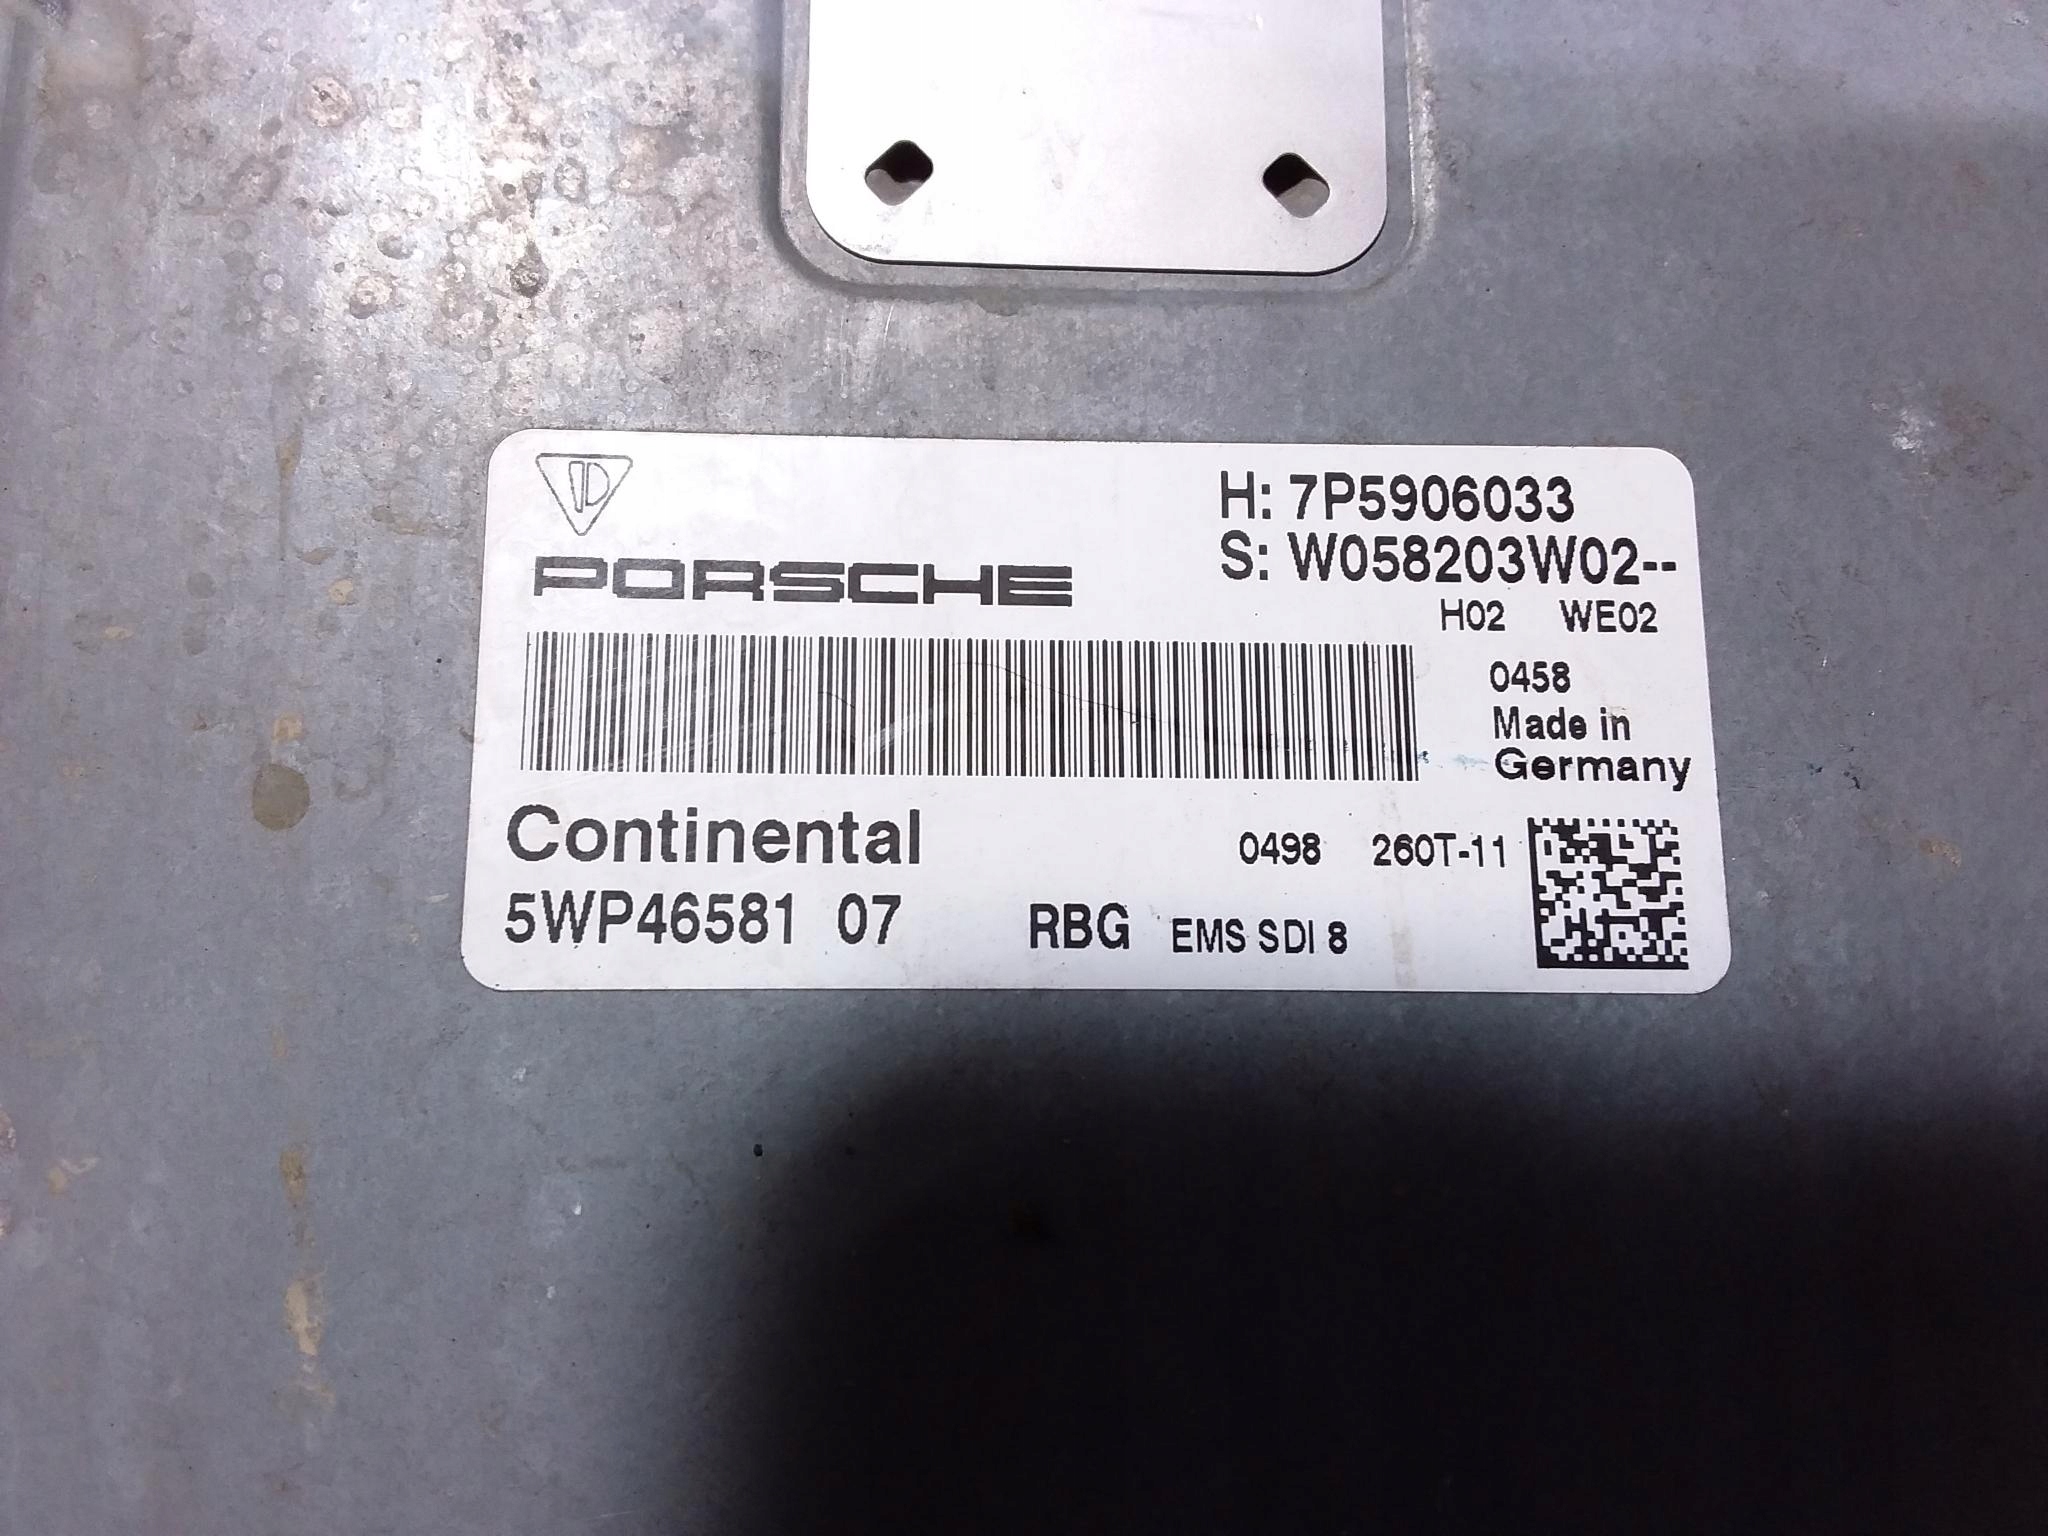 H: 7P5906033
S: W058203W02--
PORSCHE
H02 WE02
0458
Made in
Germany
Continental
0498 260T-11
5WP46581 07 RBG EMS SDI 8